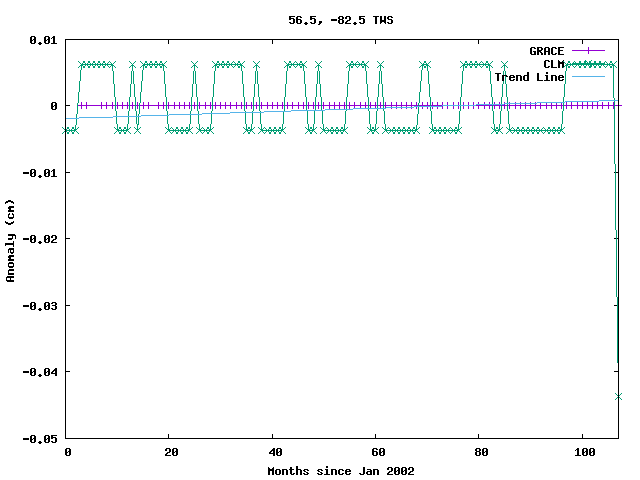 56.5, -82.5 TWS
0.01
GRACE
CLM
Trend Line
0
-0.01
-0.02
Anomaly (cm)
-0.03
-0.04
-0.05
0 20 40 60 80 100
Months since Jan 2002